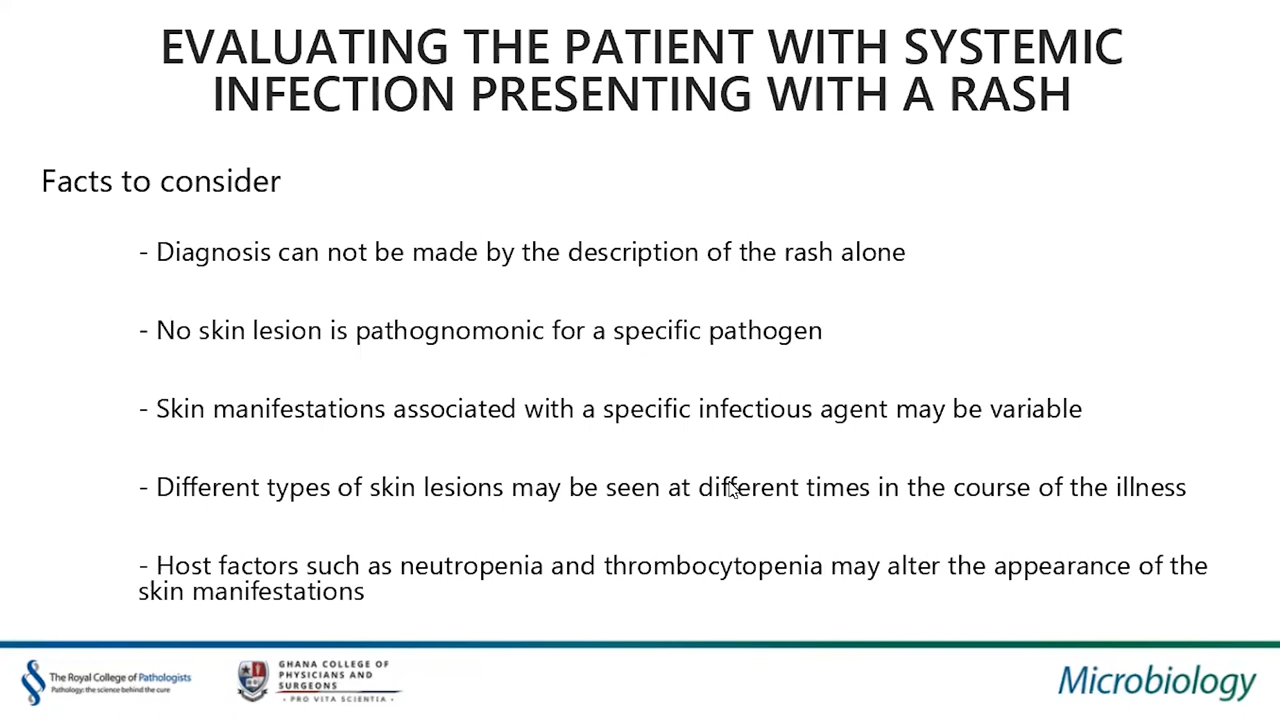 EVALUATING THE PATIENT WITH SYSTEMIC
INFECTION PRESENTING WITH A RASH
Facts to consider
- Diagnosis can not be made by the description of the rash alone
- No skin lesion is pathognomonic for a specific pathogen
- Skin manifestations associated with a specific infectious agent may be variable
- Different types of skin lesions may be seen at different times in the course of the illness
- Host factors such as neutropenia and thrombocytopenia may alter the appearance of the
skin manifestations
The Royal College of Pathologists
Pathology: the science behind the cure
GHANA COLLEGE OF
PHYSICIANS AND
SURGEONS
· PRO VITA SCIENTIA ·
Microbiology